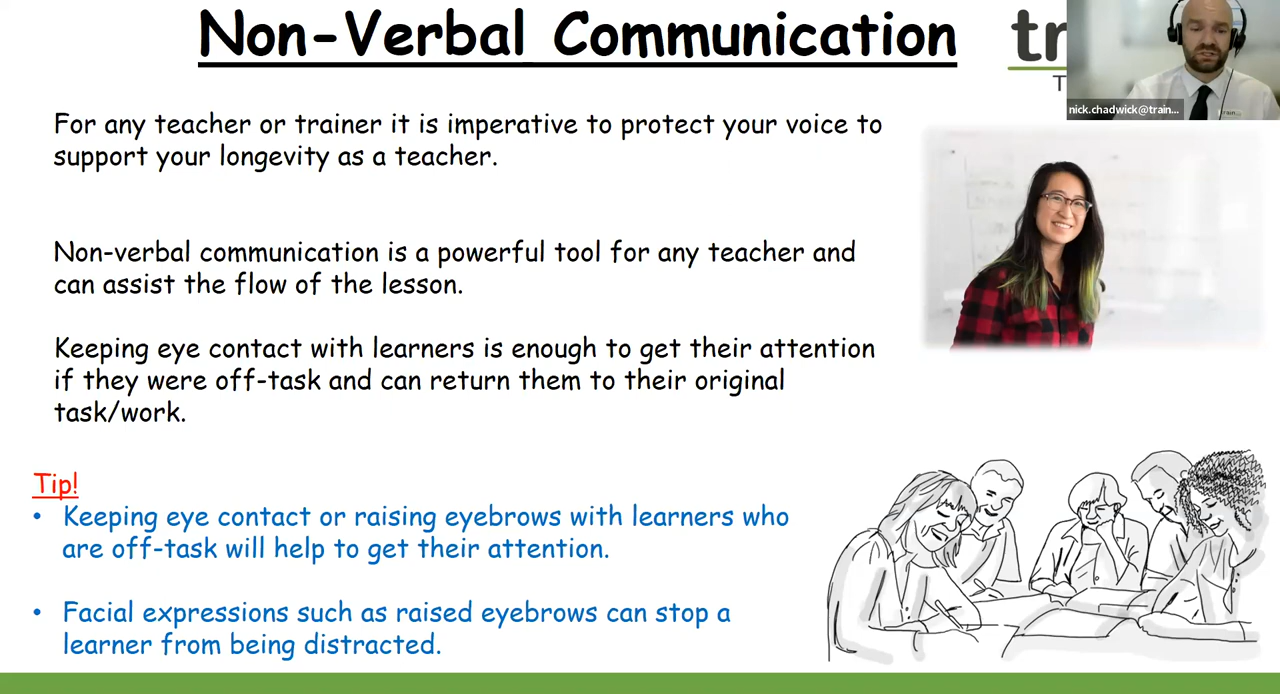 Non-Verbal Communication
tr
T
nick.chadwick@train...
For any teacher or trainer it is imperative to protect your voice to
support your longevity as a teacher.
Non-verbal communication is a powerful tool for any teacher and
can assist the flow of the lesson.
Keeping eye contact with learners is enough to get their attention
if they were off-task and can return them to their original
task/work.
Tip!
• Keeping eye contact or raising eyebrows with learners who
are off-task will help to get their attention.
• Facial expressions such as raised eyebrows can stop a
learner from being distracted.